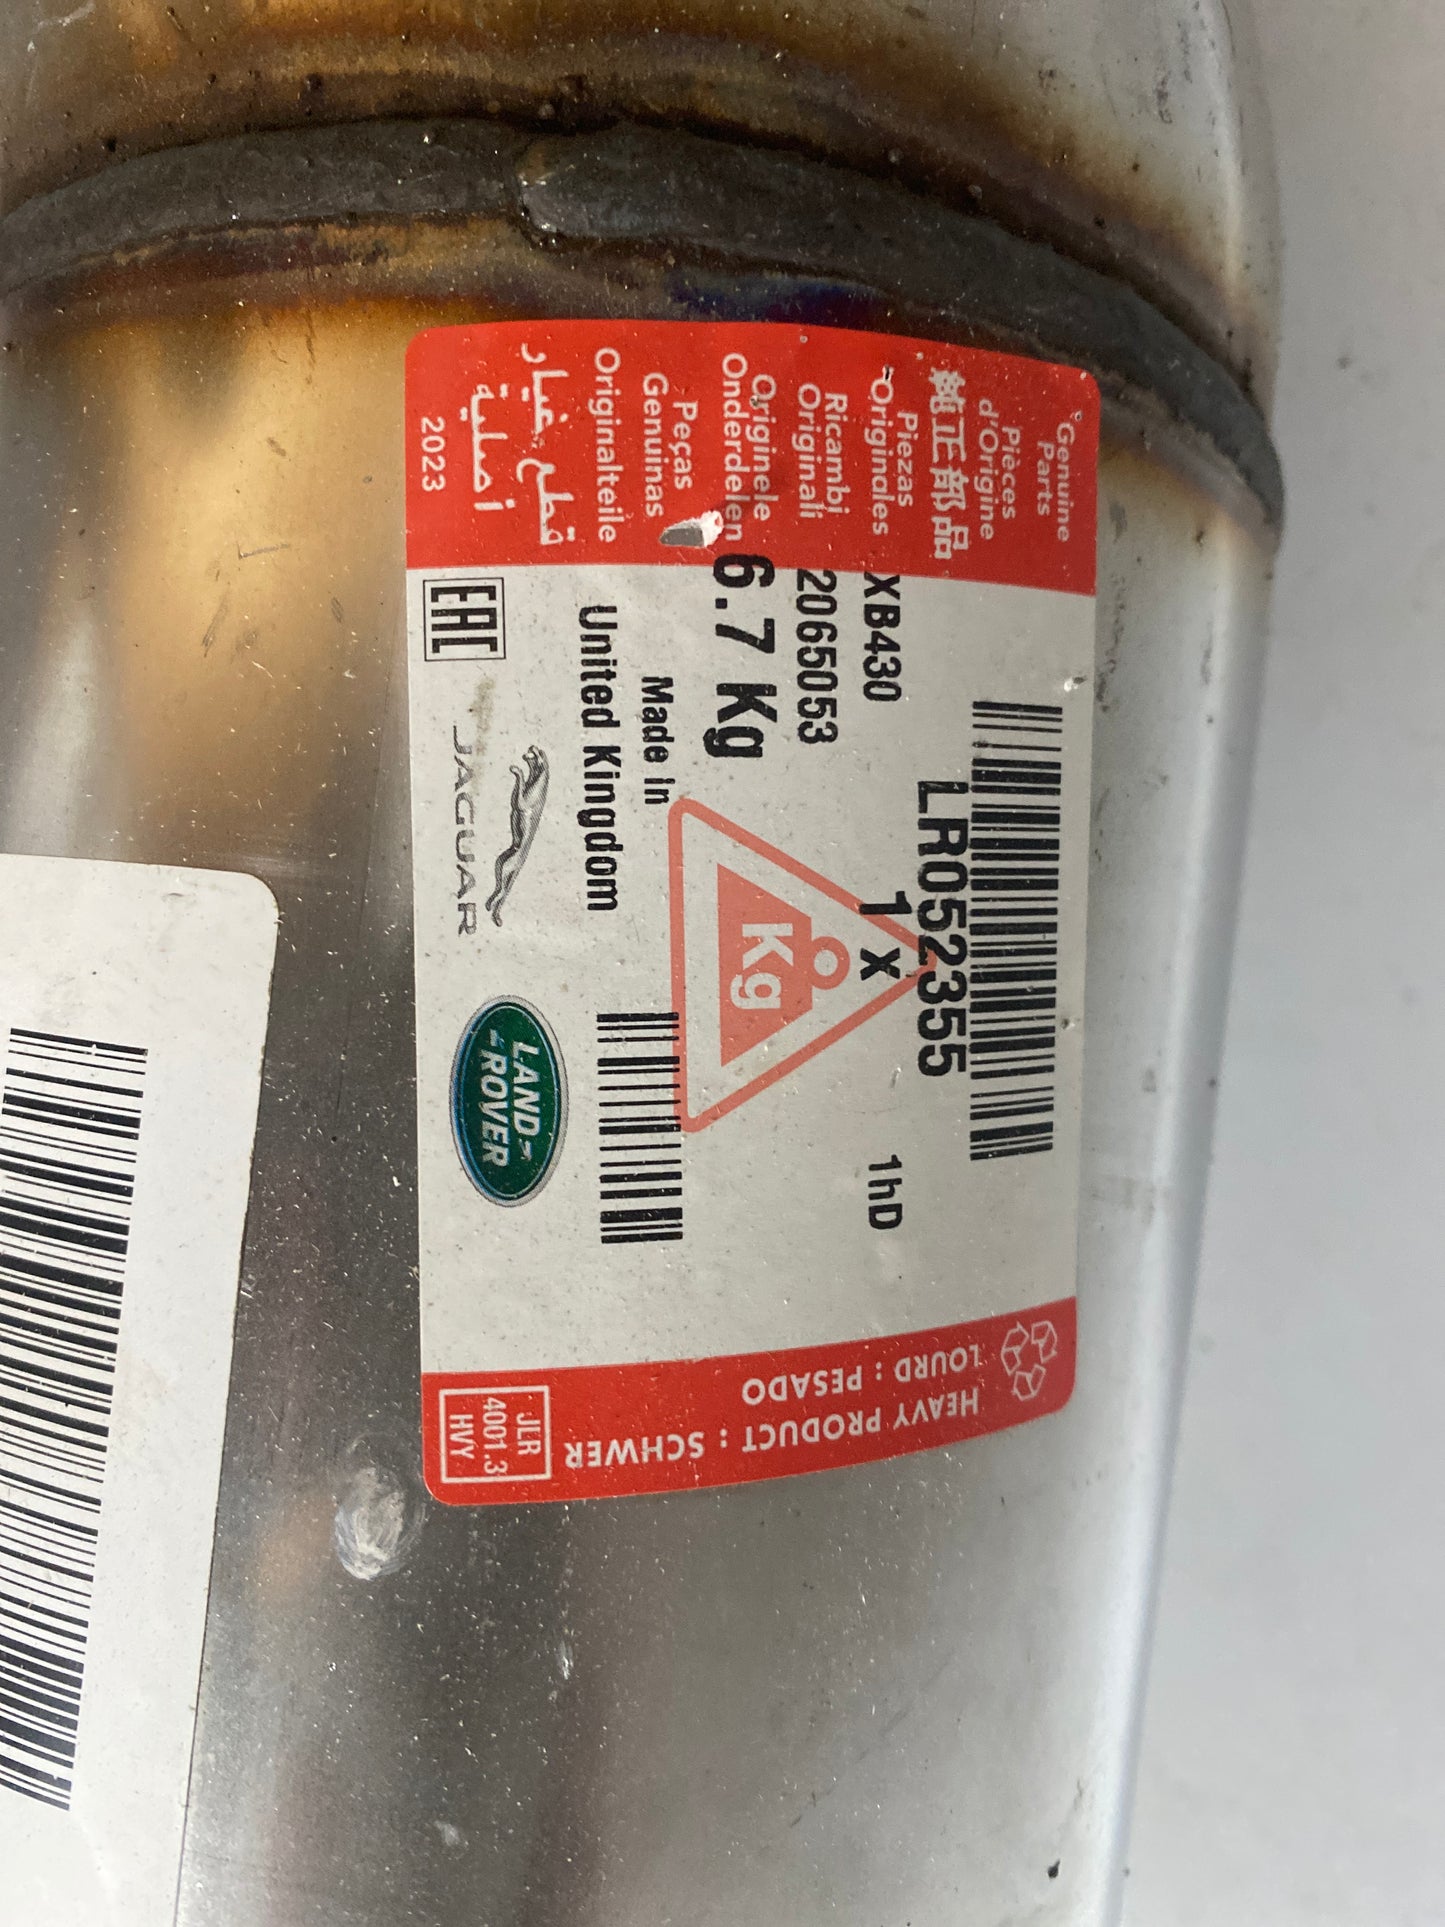 Genuine
Parts
Pièces
d'Origine
純正部品
Piezas
Originales
Ricambi
Originali
Originele
Onderdelen
Peças
Genuinas
Originalteile
قطع غيار
أصلية
2023
LR052355
XB430
1 x
1hD
2065053
6.7 Kg
Kg
Made in
United Kingdom
EAC
JAGUAR
LAND
ROVER
HEAVY PRODUCT : SCHWER
LOURD : PESADO
JLR
4001.3
HVY